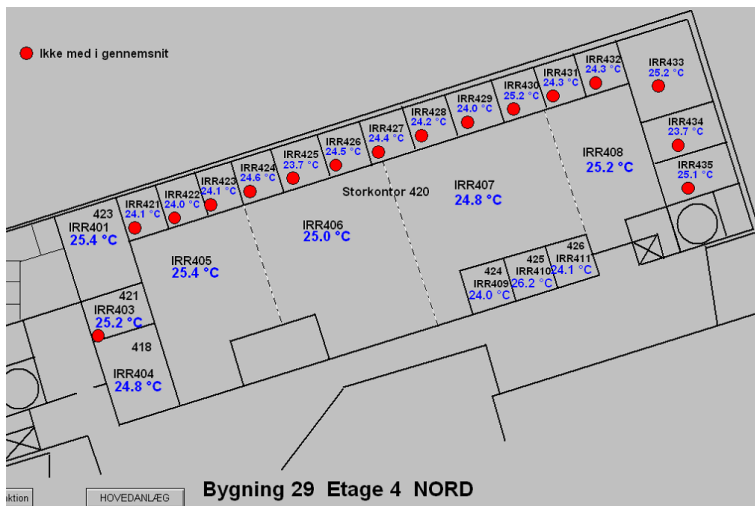 Ikke med i gennemsnit
IRR432
24.3 °C
IRR433
25.2 °C
IRR431
24.3 °C
IRR430
25.2 °C
IRR429
24.0 °C
IRR428
24.2 °C
IRR427
24.4 °C
IRR426
24.5 °C
IRR425
23.7 °C
IRR424
24.6 °C
IRR423
24.1 °C
IRR422
24.0 °C
IRR421
24.1 °C
IRR434
23.7 °C
IRR435
25.1 °C
IRR408
25.2 °C
Storkontor 420
IRR407
24.8 °C
IRR406
25.0 °C
423
IRR401
25.4 °C
IRR405
25.4 °C
426
IRR411
24.1 °C
425
IRR410
26.2 °C
424
IRR409
24.0 °C
421
IRR403
25.2 °C
418
IRR404
24.8 °C
Bygning 29 Etage 4 NORD
ktion
HOVEDANLÆG